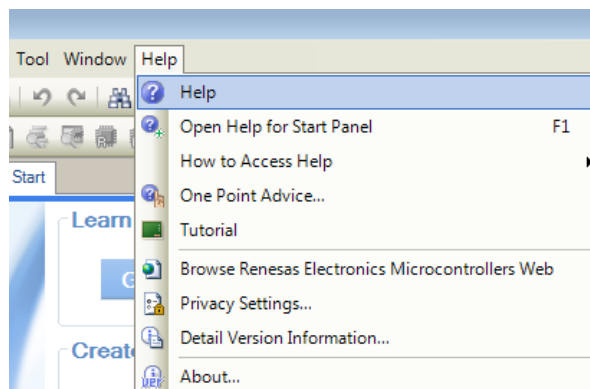 Tool Window Help
Help
Open Help for Start Panel F1
How to Access Help
Start
One Point Advice...
Learn
Tutorial
Browse Renesas Electronics Microcontrollers Web
G
Privacy Settings...
Detail Version Information...
Create
About...